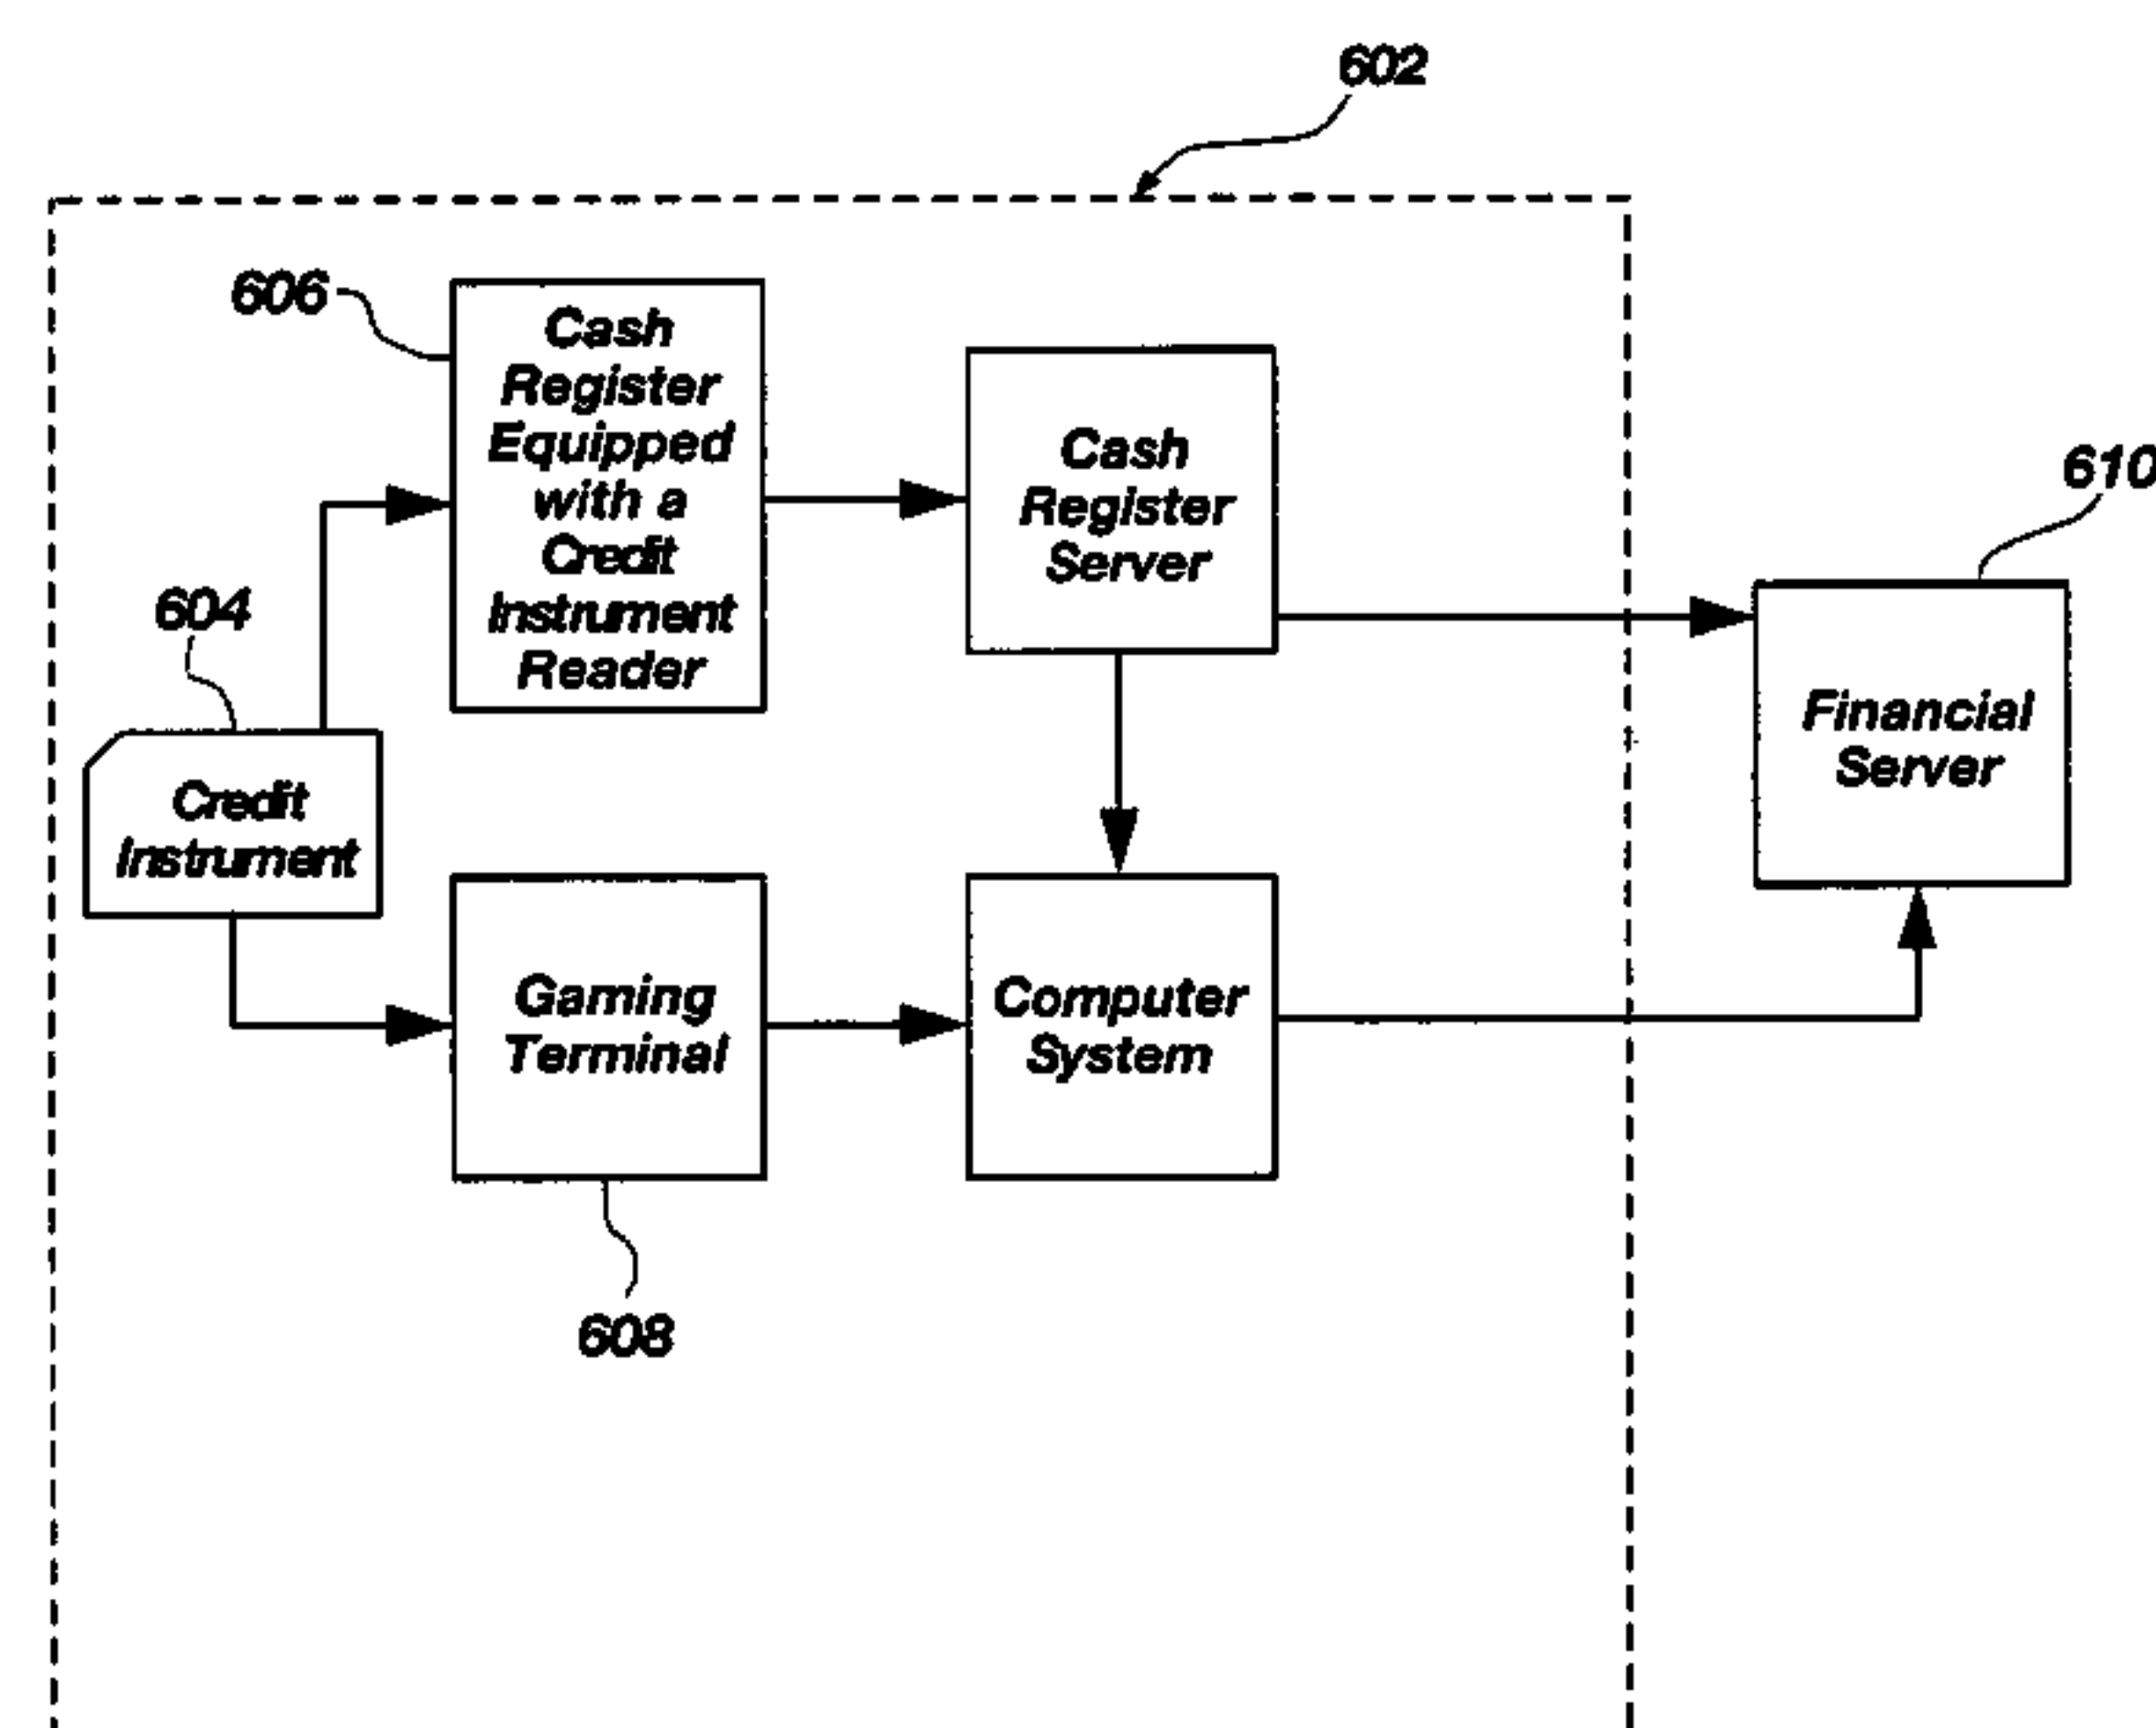 602
606
Cash
Register
Equipped
with a
Credit
Instrument
Reader
Cash
Register
Server
610
604
Financial
Server
Credit
Instrument
Gaming
Terminal
Computer
System
608